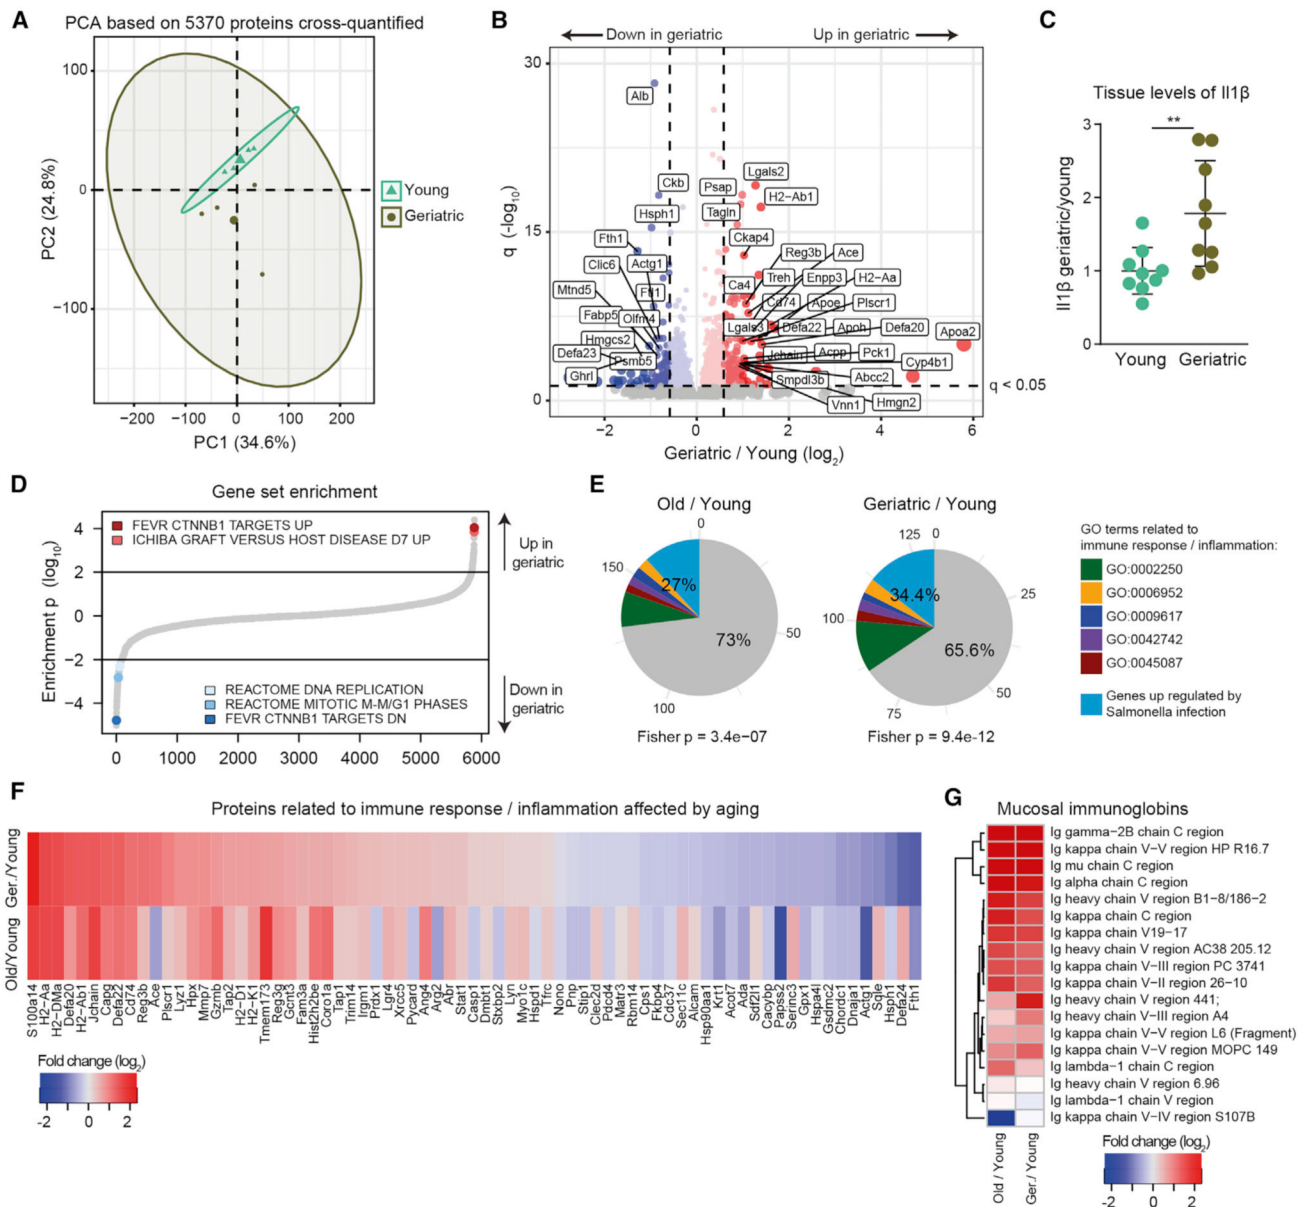 A
PCA based on 5370 proteins cross-quantified
100
0
−100
−200
−100
0
100
200
PC2 (24.8%)
PC1 (34.6%)
Young
Geriatric
B
Down in geriatric
Up in geriatric
30
15
0
q (-log10)
Alb
Ckb
Hsph1
Fth1
Clic6
Actg1
Mtnd5
Ftl1
Fabp5
Olfm4
Hmgcs2
Defa23
Psmb5
Ghrl
Psap
Lgals2
H2−Ab1
Tagln
Ckap4
Reg3b
Ace
Ca4
Treh
Enpp3
H2−Aa
Cd74
Apoe
Plscr1
Lgals3
Defa22
Apoh
Defa20
Apoa2
Jchain
Acpp
Pck1
Cyp4b1
Smpdl3b
Abcc2
Vnn1
Hmgn2
q < 0.05
−2
0
2
4
6
Geriatric / Young (log2)
C
Tissue levels of Il1β
**
3
2
1
0
Il1β geriatric/young
Young
Geriatric
D
Gene set enrichment
FEVR CTNNB1 TARGETS UP
ICHIBA GRAFT VERSUS HOST DISEASE D7 UP
4
2
0
−2
−4
Enrichment p (log10)
Up in
geriatric
Down in
geriatric
REACTOME DNA REPLICATION
REACTOME MITOTIC M-M/G1 PHASES
FEVR CTNNB1 TARGETS DN
0
1000
2000
3000
4000
5000
6000
E
Old / Young
0
50
100
150
27%
73%
Fisher p = 3.4e−07
Geriatric / Young
0
25
50
75
100
125
34.4%
65.6%
Fisher p = 9.4e-12
GO terms related to
immune response / inflammation:
GO:0002250
GO:0006952
GO:0009617
GO:0042742
GO:0045087
Genes up regulated by
Salmonella infection
F
Proteins related to immune response / inflammation affected by aging
Ger./Young
Old/Young
S100a14
H2−Aa
H2−DMa
Defa20
H2−Ab1
Jchain
Capg
Defa22
Cd74
Reg3b
Ace
Plscr1
Lyz1
Hpx
Mmp7
Gzmb
Tap2
H2−D1
H2−K1
Tmem173
Reg3g
Gcnt3
Fam3a
Hist2h2be
Coro1a
Tap1
Trim14
Irgm1
Prdx1
Lgr4
Xrcc5
Pycard
Ang4
Arg2
Abr
Stat1
Casp1
Dmbt1
Stxbp2
Lyn
Myo1c
Hspd1
Tfrc
Nono
Pnp
Stip1
Clec2d
Pdcd4
Matr3
Rbm14
Ctps1
Fkbp4
Cdc37
Sec11c
Alcam
Hsp90aa1
Krt1
Acot7
Ada
Sdf2l1
Cacybp
Papss2
Serinc3
Gpx1
Hspa4l
Gsdmc2
Chordc1
Dnaja1
Actg1
Sqle
Hsph1
Defa24
Fth1
Fold change (log2)
-2
0
2
G
Mucosal immunoglobins
Ig gamma−2B chain C region
Ig kappa chain V−V region HP R16.7
Ig mu chain C region
Ig alpha chain C region
Ig heavy chain V region B1−8/186−2
Ig kappa chain C region
Ig kappa chain V19−17
Ig heavy chain V region AC38 205.12
Ig kappa chain V−III region PC 3741
Ig kappa chain V−II region 26−10
Ig heavy chain V region 441;
Ig heavy chain V−III region A4
Ig kappa chain V−V region L6 (Fragment)
Ig kappa chain V−V region MOPC 149
Ig lambda−1 chain C region
Ig heavy chain V region 6.96
Ig lambda−1 chain V region
Ig kappa chain V−IV region S107B
Old / Young
Ger./ Young
Fold change (log2)
-2
0
2